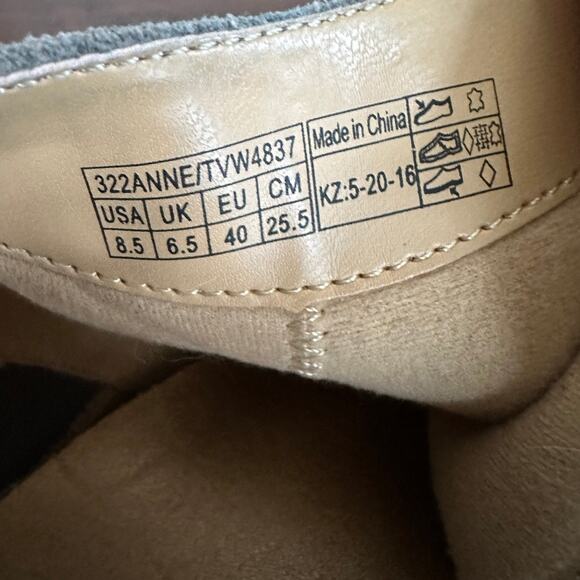 322ANNE/TVW4837
USA UK EU CM
8.5 6.5 40 25.5
Made in China
KZ:5-20-16